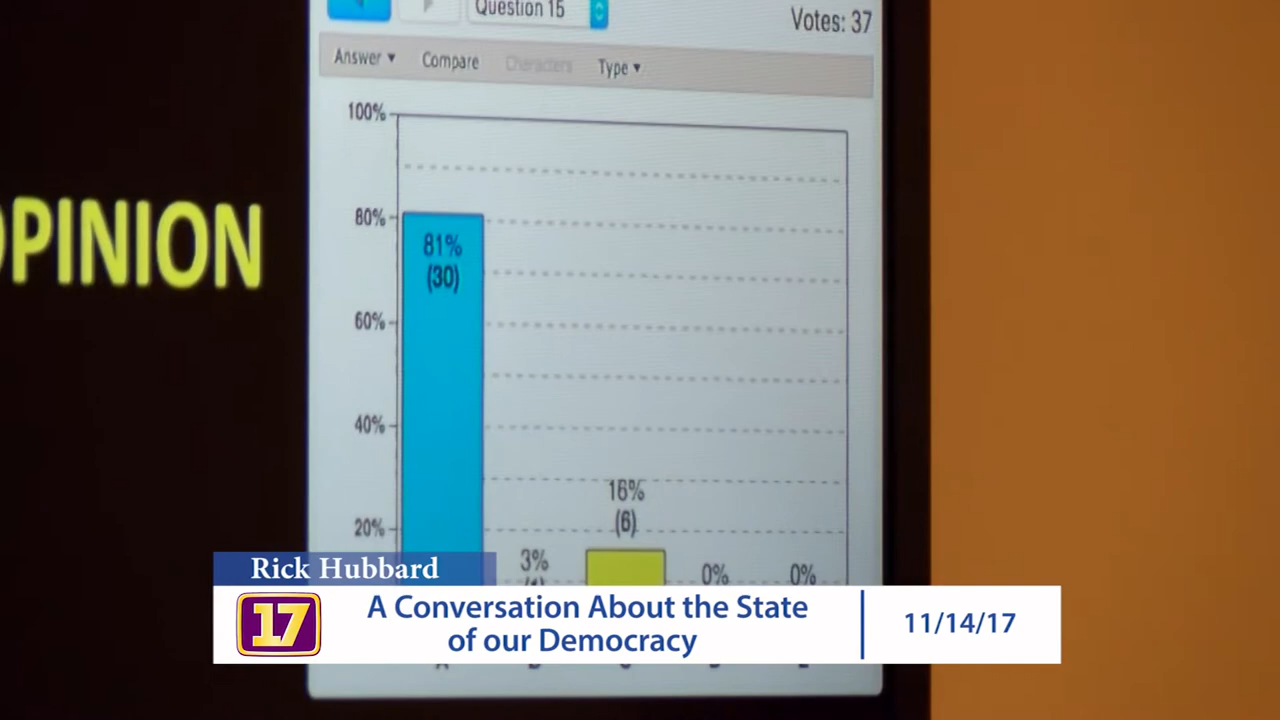 Question 15
Votes: 37
Answer ▾ Compare Characters Type ▾
100%
80%
81%
(30)
OPINION
60%
40%
16%
(6)
20%
3%
0%
0%
Rick Hubbard
17
A Conversation About the State
of our Democracy
11/14/17